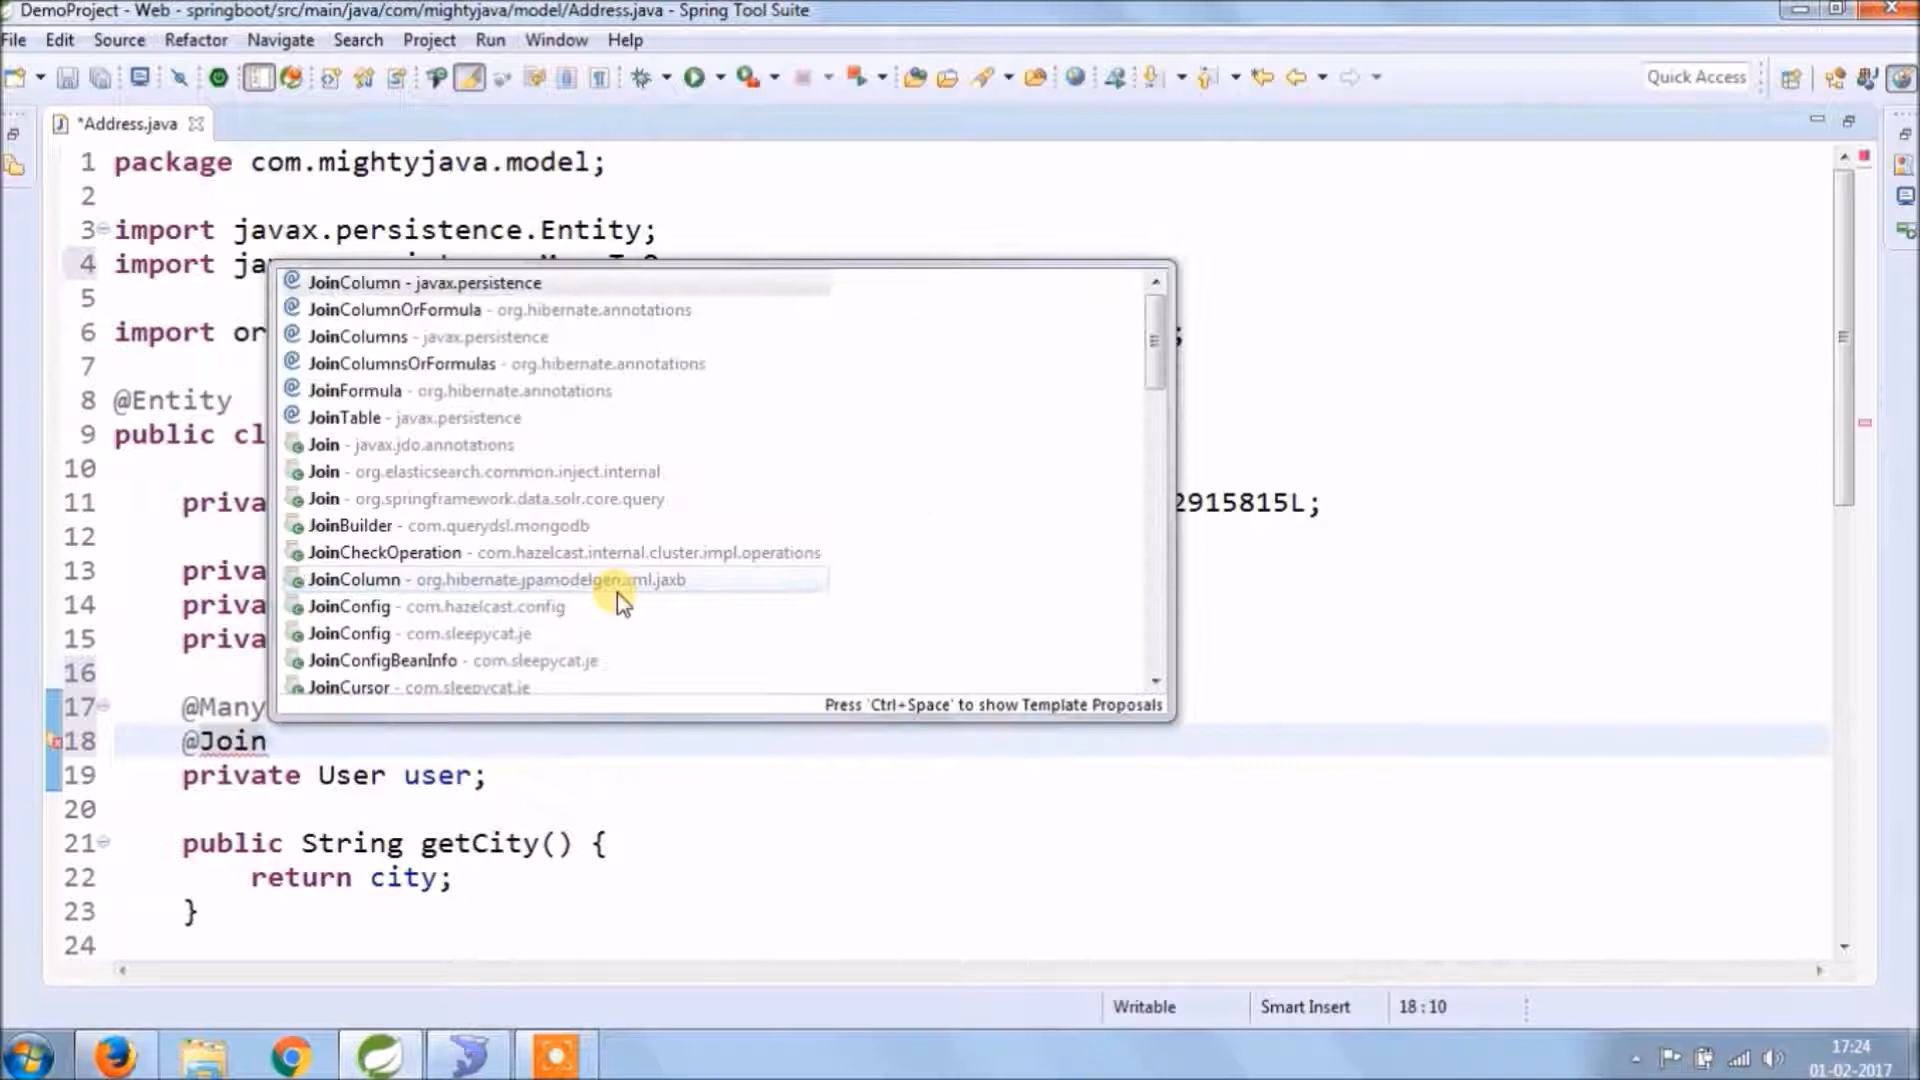 DemoProject - Web - springboot/src/main/java/com/mightyjava/model/Address.java - Spring Tool Suite
File Edit Source Refactor Navigate Search Project Run Window Help
Quick Access
*Address.java
1 package com.mightyjava.model;
2
3 import javax.persistence.Entity;
4 import
5
6 import
7
8 @Entity
9 public
10
11 2915815L;
12
13
14
15
16
17 @Many
18 @Join
19 private User user;
20
21 public String getCity() {
22 return city;
23 }
24
JoinColumn - javax.persistence
JoinColumnOrFormula - org.hibernate.annotations
JoinColumns - javax.persistence
JoinColumnsOrFormulas - org.hibernate.annotations
JoinFormula - org.hibernate.annotations
JoinTable - javax.persistence
Join - javax.jdo.annotations
Join - org.elasticsearch.common.inject.internal
Join - org.springframework.data.solr.core.query
JoinBuilder - com.querydsl.mongodb
JoinCheckOperation - com.hazelcast.internal.cluster.impl.operations
JoinColumn - org.hibernate.jpamodelgen.xml.jaxb
JoinConfig - com.hazelcast.config
JoinConfig - com.sleepycat.je
JoinConfigBeanInfo - com.sleepycat.je
JoinCursor - com.sleepycat.je
Press 'Ctrl+Space' to show Template Proposals
Writable Smart Insert 18 : 10
17:24
01-02-2017